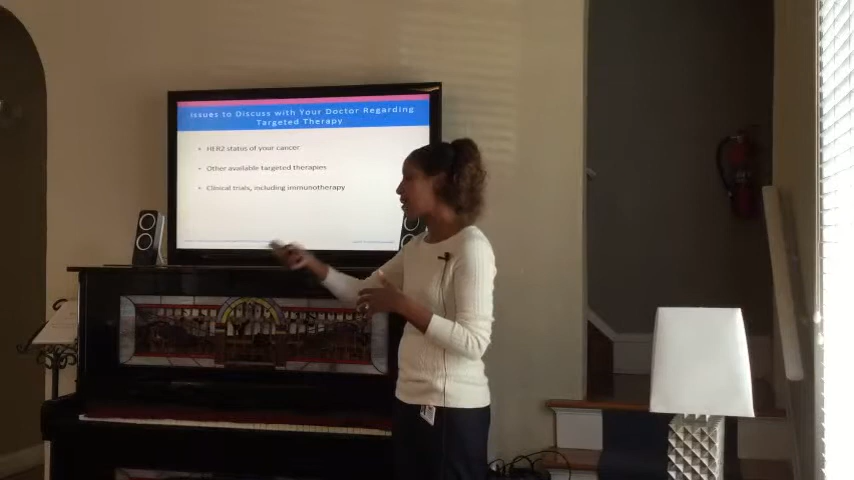 Issues to Discuss with Your Doctor Regarding
Targeted Therapy
• HER2 status of your cancer
• Other available targeted therapies
• Clinical trials, including immunotherapy